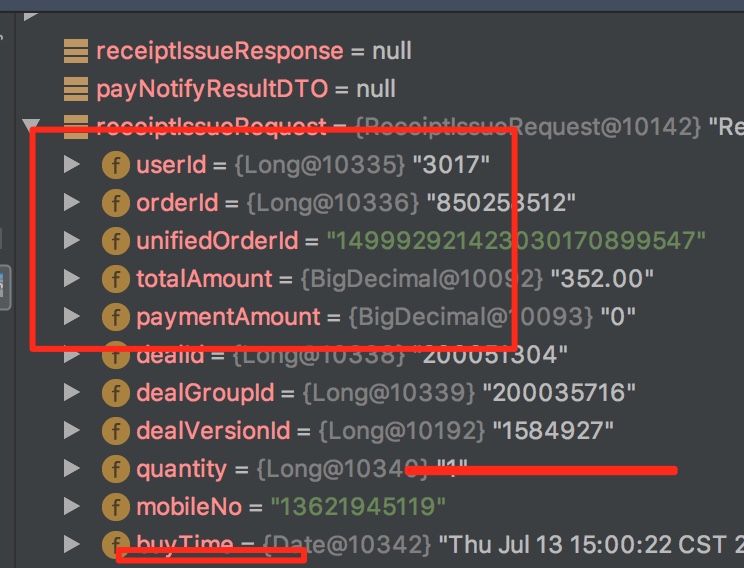 receiptIssueResponse = null
payNotifyResultDTO = null
receiptIssueRequest = {ReceiptIssueRequest@10142} "Re
f userId = {Long@10335} "3017"
f orderId = {Long@10336} "850253512"
f unifiedOrderId = "149992921423030170899547"
f totalAmount = {BigDecimal@10092} "352.00"
f paymentAmount = {BigDecimal@10093} "0"
f dealId = {Long@10338} "200051304"
f dealGroupId = {Long@10339} "200035716"
f dealVersionId = {Long@10192} "1584927"
f quantity = {Long@10340} "1"
f mobileNo = "13621945119"
f buyTime = {Date@10342} "Thu Jul 13 15:00:22 CST 2